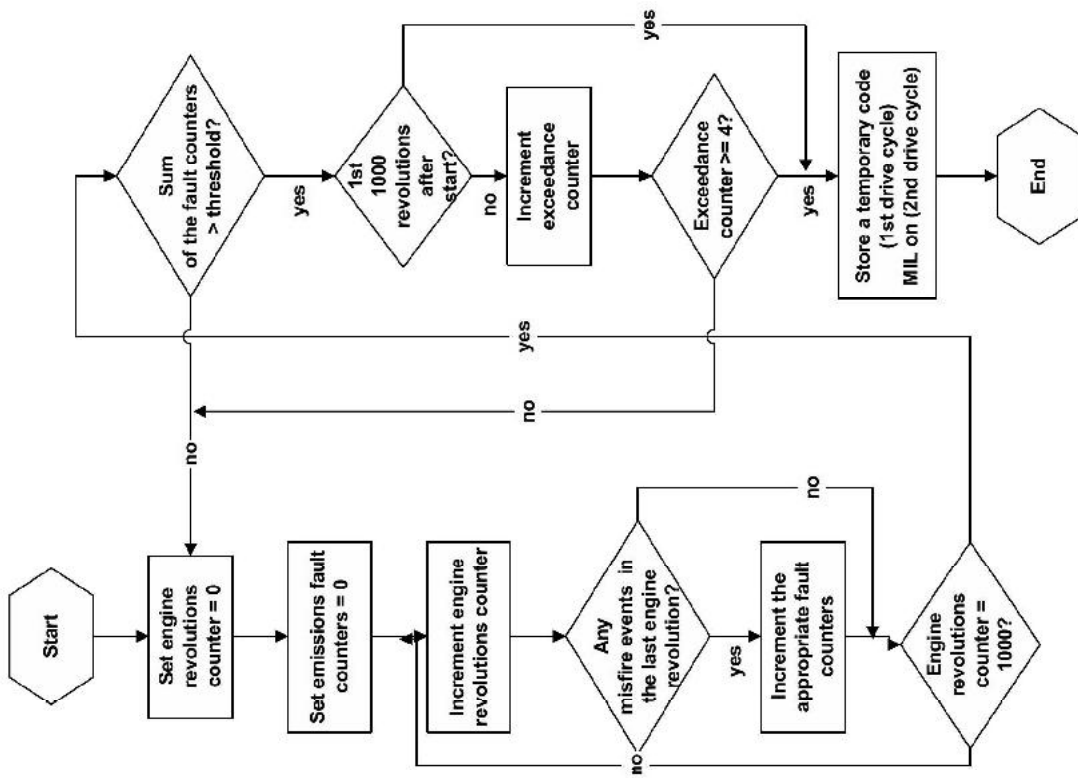 Start
Set engine
revolutions
counter = 0
Set emissions fault
counters = 0
Increment engine
revolutions counter
Any
misfire events in
the last engine
revolution?
yes
no
Increment the
appropriate fault
counters
Engine
revolutions
counter =
1000?
no
yes
Sum
of the fault counters
> threshold?
no
yes
1st
1000
revolutions
after
start?
yes
no
Increment
exceedance
counter
Exceedance
counter >= 4?
no
yes
Store a temporary code
(1st drive cycle)
MIL on (2nd drive cycle)
End